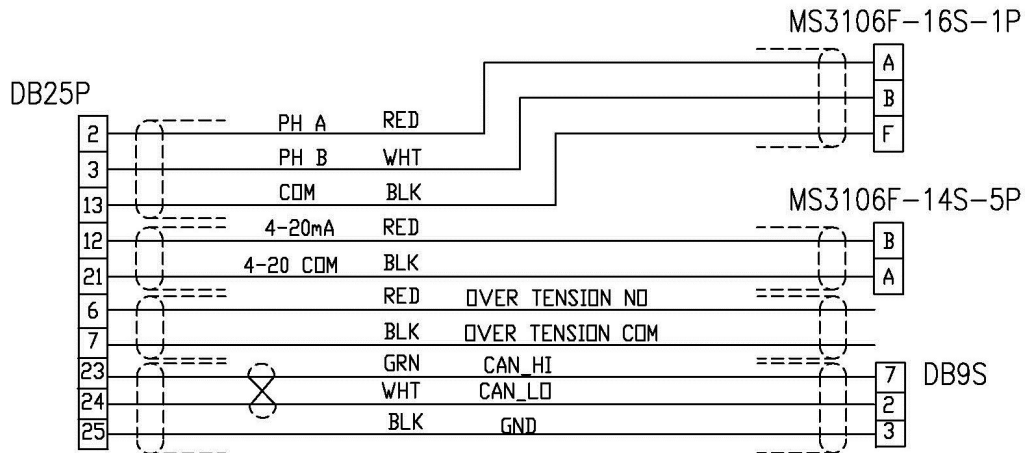 MS3106F-16S-1P
A
DB25P
B
2 PH A RED F
3 PH B WHT
13 COM BLK
MS3106F-14S-5P
12 4-20mA RED B
21 4-20 COM BLK A
6 RED OVER TENSION NO
7 BLK OVER TENSION COM
23 GRN CAN_HI 7 DB9S
24 WHT CAN_LO 2
25 BLK GND 3